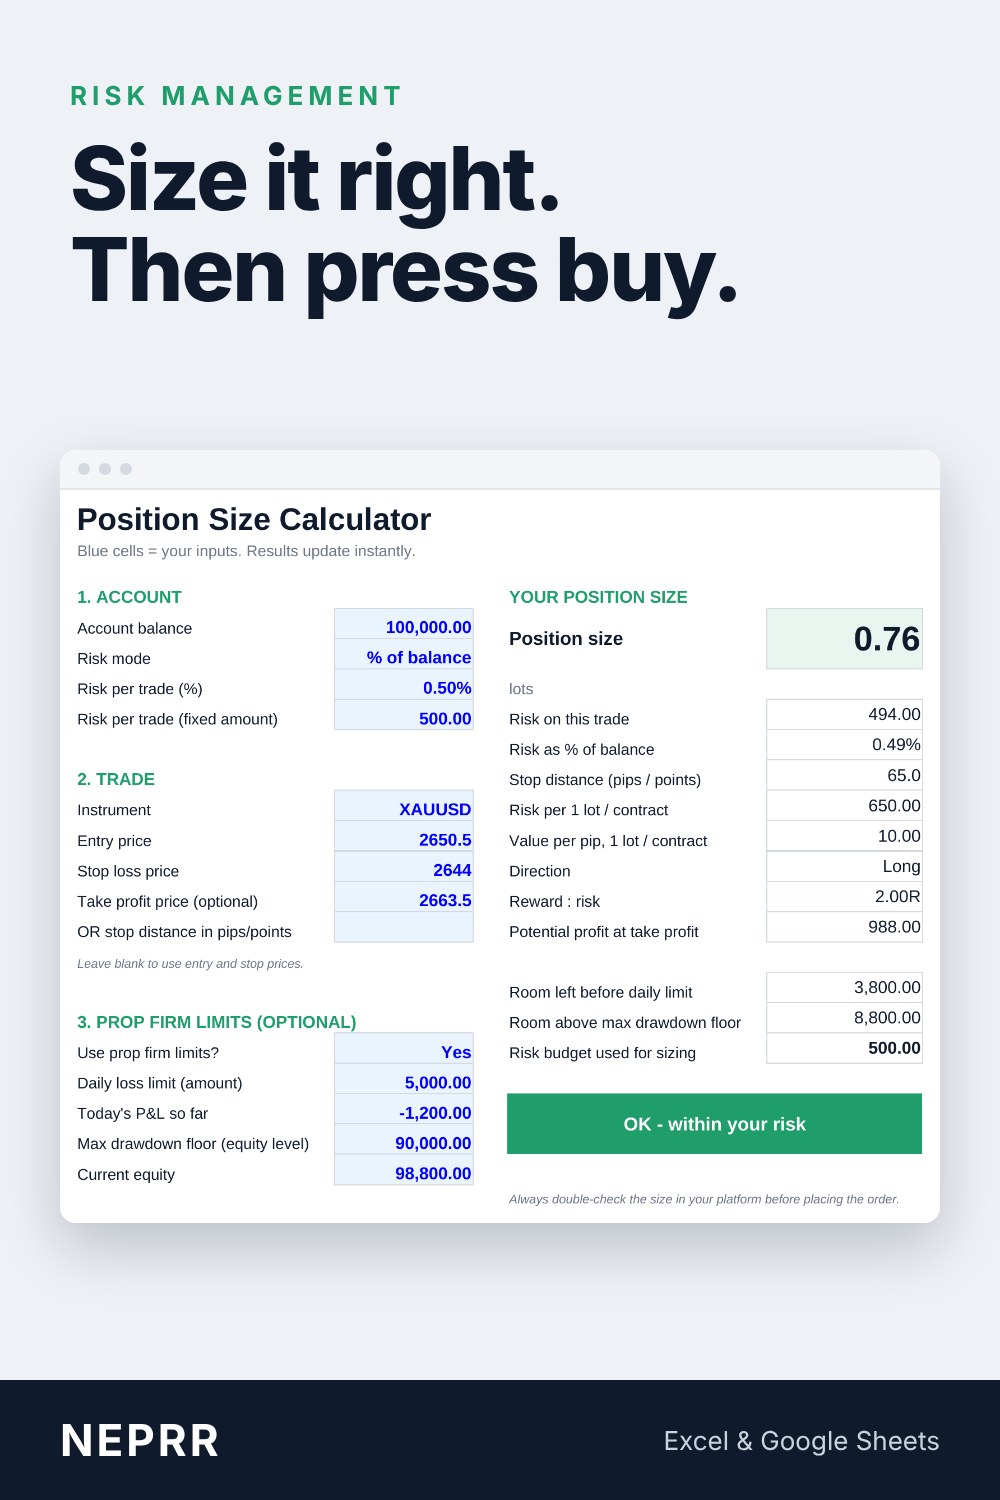 RISK MANAGEMENT
Size it right.
Then press buy.
Position Size Calculator
Blue cells = your inputs. Results update instantly.
1. ACCOUNT
Account balance 100,000.00
Risk mode % of balance
Risk per trade (%) 0.50%
Risk per trade (fixed amount) 500.00
2. TRADE
Instrument XAUUSD
Entry price 2650.5
Stop loss price 2644
Take profit price (optional) 2663.5
OR stop distance in pips/points
Leave blank to use entry and stop prices.
3. PROP FIRM LIMITS (OPTIONAL)
Use prop firm limits? Yes
Daily loss limit (amount) 5,000.00
Today's P&L so far -1,200.00
Max drawdown floor (equity level) 90,000.00
Current equity 98,800.00
YOUR POSITION SIZE
Position size 0.76
lots
Risk on this trade 494.00
Risk as % of balance 0.49%
Stop distance (pips / points) 65.0
Risk per 1 lot / contract 650.00
Value per pip, 1 lot / contract 10.00
Direction Long
Reward : risk 2.00R
Potential profit at take profit 988.00
Room left before daily limit 3,800.00
Room above max drawdown floor 8,800.00
Risk budget used for sizing 500.00
OK - within your risk
Always double-check the size in your platform before placing the order.
NEPRR
Excel & Google Sheets